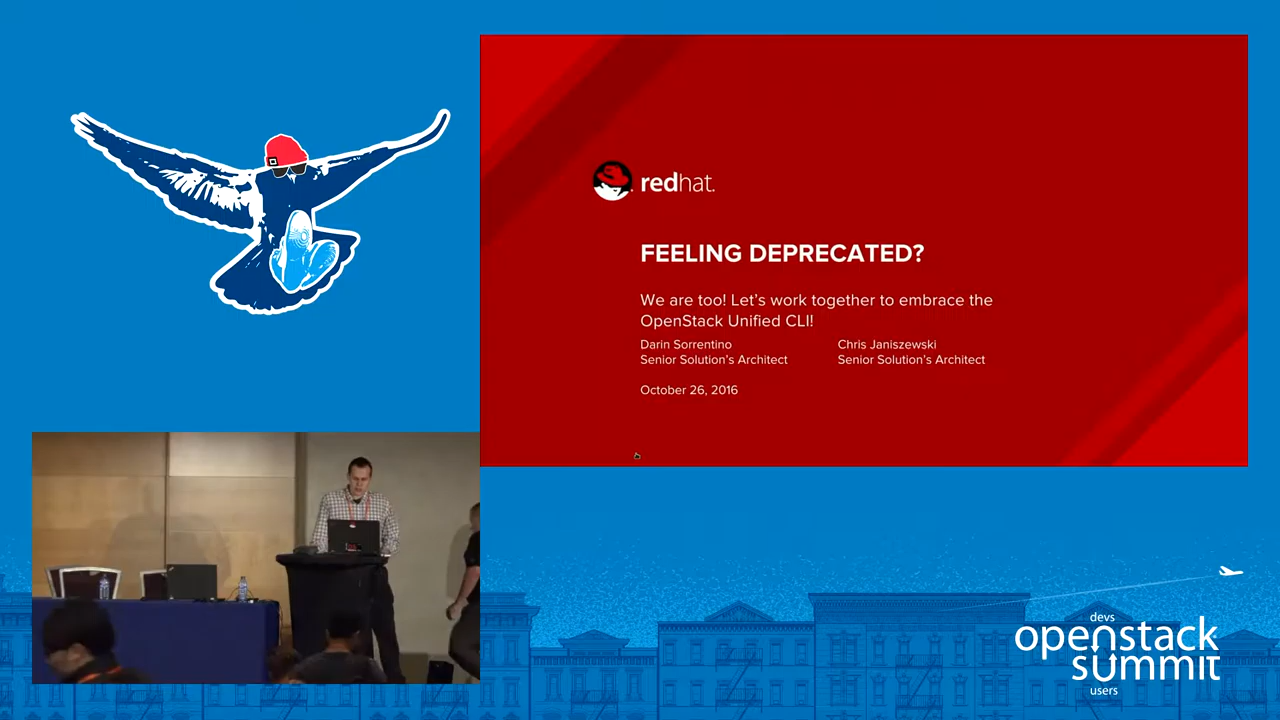 redhat.
FEELING DEPRECATED?
We are too! Let's work together to embrace the
OpenStack Unified CLI!
Darin Sorrentino
Senior Solution's Architect
Chris Janiszewski
Senior Solution's Architect
October 26, 2016
devs
openstack
summit
users